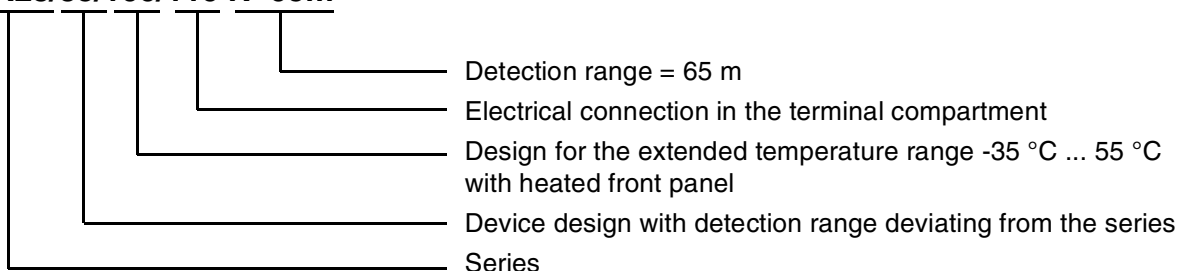 Detection range = 65 m
Electrical connection in the terminal compartment
Design for the extended temperature range -35 °C ... 55 °C
with heated front panel
Device design with detection range deviating from the series
Series